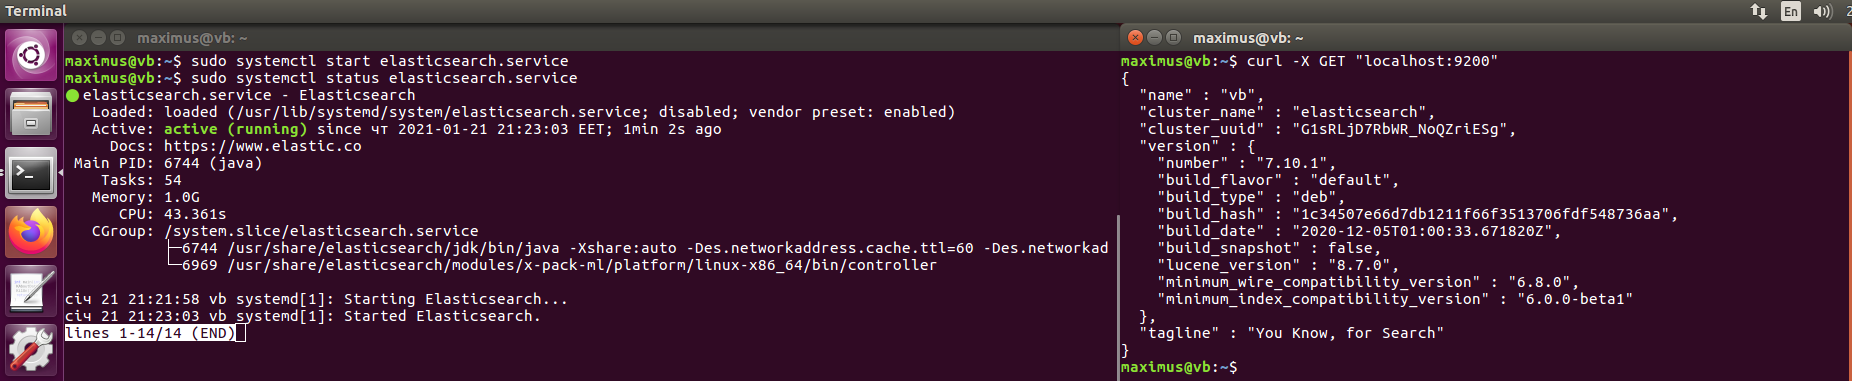 Terminal
En
2
maximus@vb: ~
maximus@vb:~$ sudo systemctl start elasticsearch.service
maximus@vb:~$ sudo systemctl status elasticsearch.service
● elasticsearch.service - Elasticsearch
Loaded: loaded (/usr/lib/systemd/system/elasticsearch.service; disabled; vendor preset: enabled)
Active: active (running) since чт 2021-01-21 21:23:03 EET; 1min 2s ago
Docs: https://www.elastic.co
Main PID: 6744 (java)
Tasks: 54
Memory: 1.0G
CPU: 43.361s
CGroup: /system.slice/elasticsearch.service
├─6744 /usr/share/elasticsearch/jdk/bin/java -Xshare:auto -Des.networkaddress.cache.ttl=60 -Des.networkad
└─6969 /usr/share/elasticsearch/modules/x-pack-ml/platform/linux-x86_64/bin/controller
січ 21 21:21:58 vb systemd[1]: Starting Elasticsearch...
січ 21 21:23:03 vb systemd[1]: Started Elasticsearch.
lines 1-14/14 (END)
maximus@vb: ~
maximus@vb:~$ curl -X GET "localhost:9200"
{
"name" : "vb",
"cluster_name" : "elasticsearch",
"cluster_uuid" : "G1sRLjD7RbWR_NoQZriESg",
"version" : {
"number" : "7.10.1",
"build_flavor" : "default",
"build_type" : "deb",
"build_hash" : "1c34507e66d7db1211f66f3513706fdf548736aa",
"build_date" : "2020-12-05T01:00:33.671820Z",
"build_snapshot" : false,
"lucene_version" : "8.7.0",
"minimum_wire_compatibility_version" : "6.8.0",
"minimum_index_compatibility_version" : "6.0.0-beta1"
},
"tagline" : "You Know, for Search"
}
maximus@vb:~$